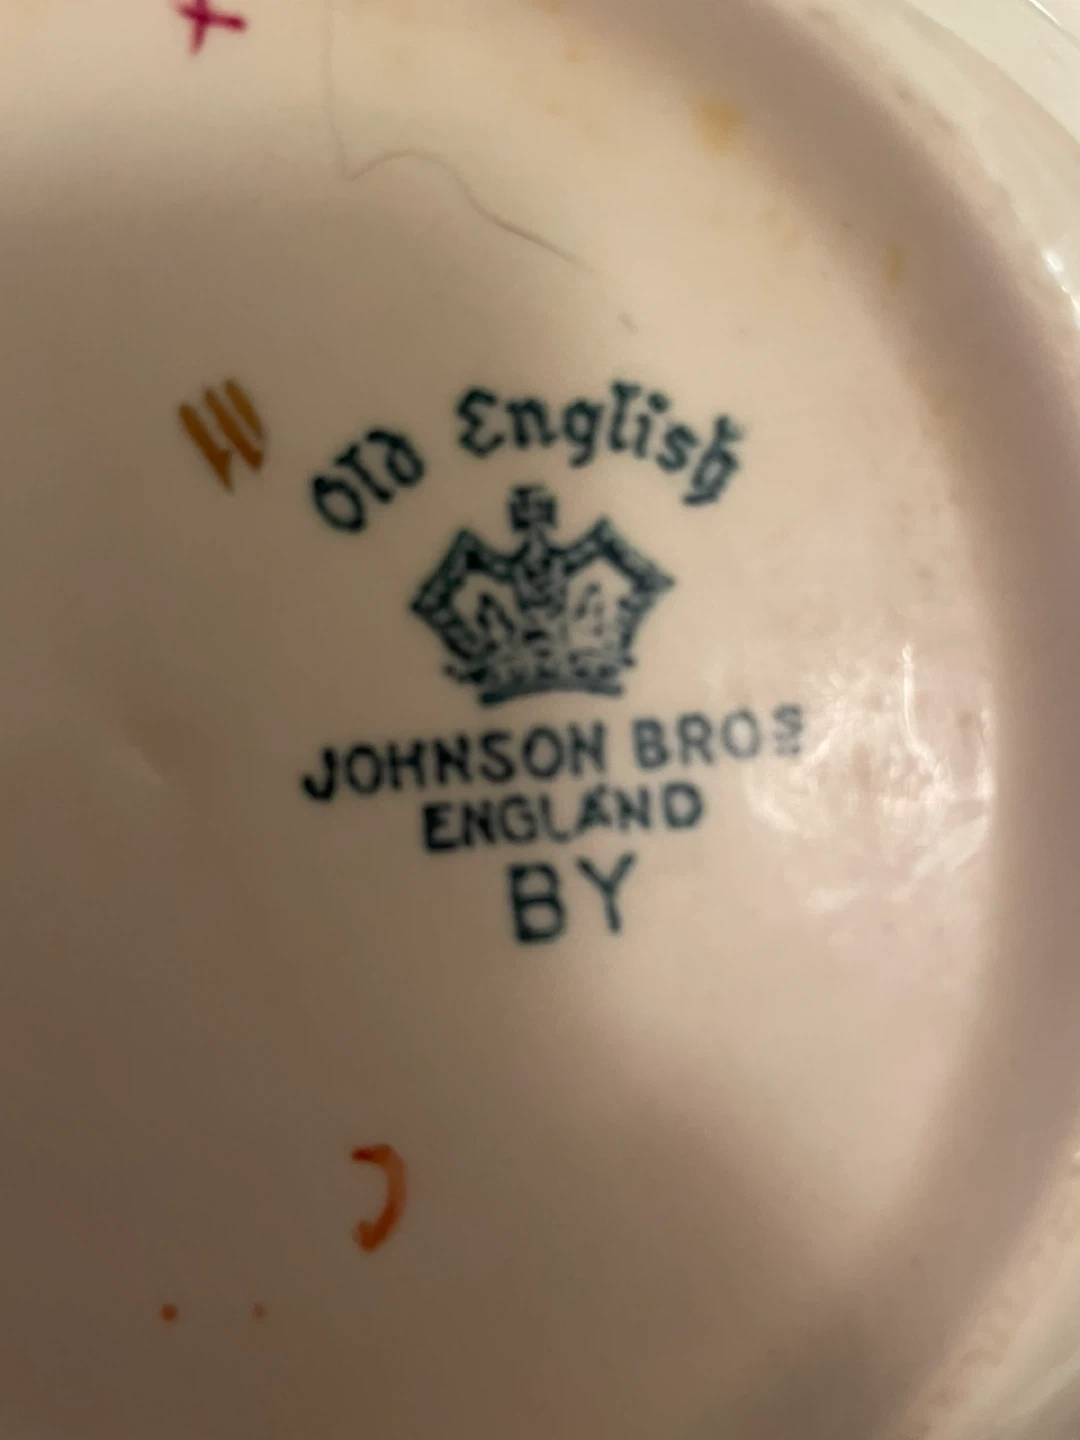 Old English
JOHNSON BROS
ENGLAND
BY